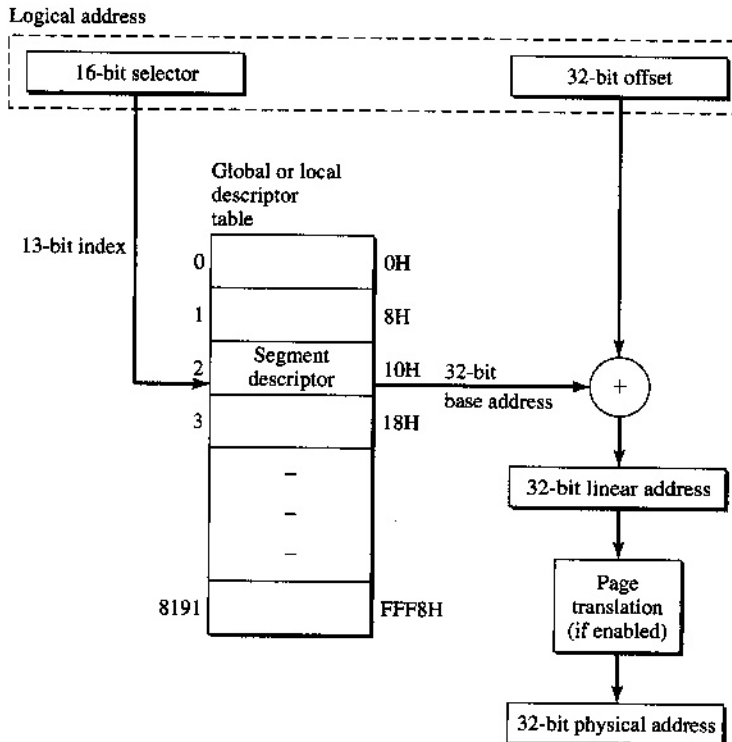 Logical address
16-bit selector
32-bit offset
Global or local
descriptor
table
13-bit index
0
0H
1
8H
2
Segment
descriptor
10H
32-bit
base address
+
3
18H
32-bit linear address
Page
translation
(if enabled)
8191
FFF8H
32-bit physical address